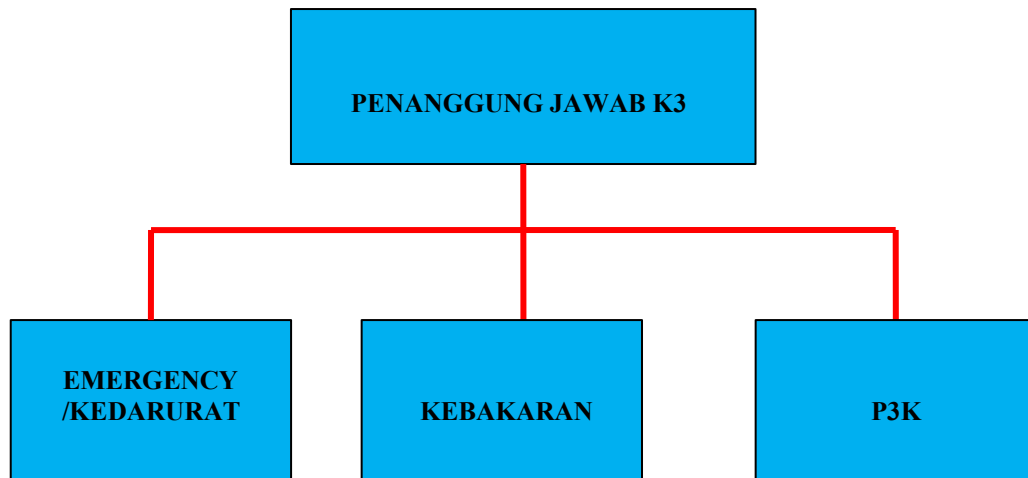 PENANGGUNG JAWAB K3
EMERGENCY
/KEDARURAT
KEBAKARAN
P3K